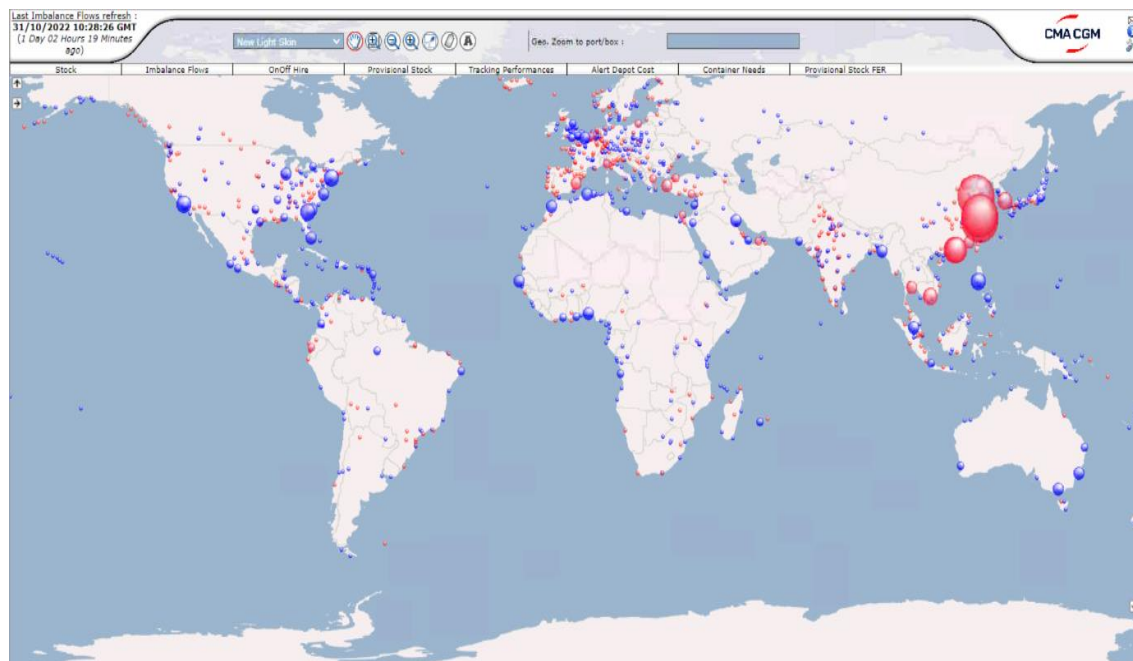 Last Imbalance Flows refresh :
31/10/2022 10:28:26 GMT
(1 Day 02 Hours 19 Minutes
ago)
New Light Skin
A
Geo. Zoom to port/box :
CMA CGM
Stock
Imbalance Flows
OnOff Hire
Provisional Stock
Tracking Performances
Alert Depot Cost
Container Needs
Provisional Stock FER